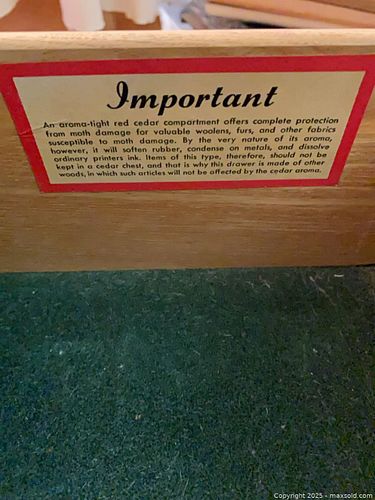 Important
An aroma-tight red cedar compartment offers complete protection
from moth damage for valuable woolens, furs, and other fabrics
susceptible to moth damage. By the very nature of its aroma,
however, it will soften rubber, condense on metals, and dissolve
ordinary printers ink. Items of this type, therefore, should not be
kept in a cedar chest, and that is why this drawer is made of other
woods, in which such articles will not be affected by the cedar aroma.
Copyright 2025 - maxsold.com